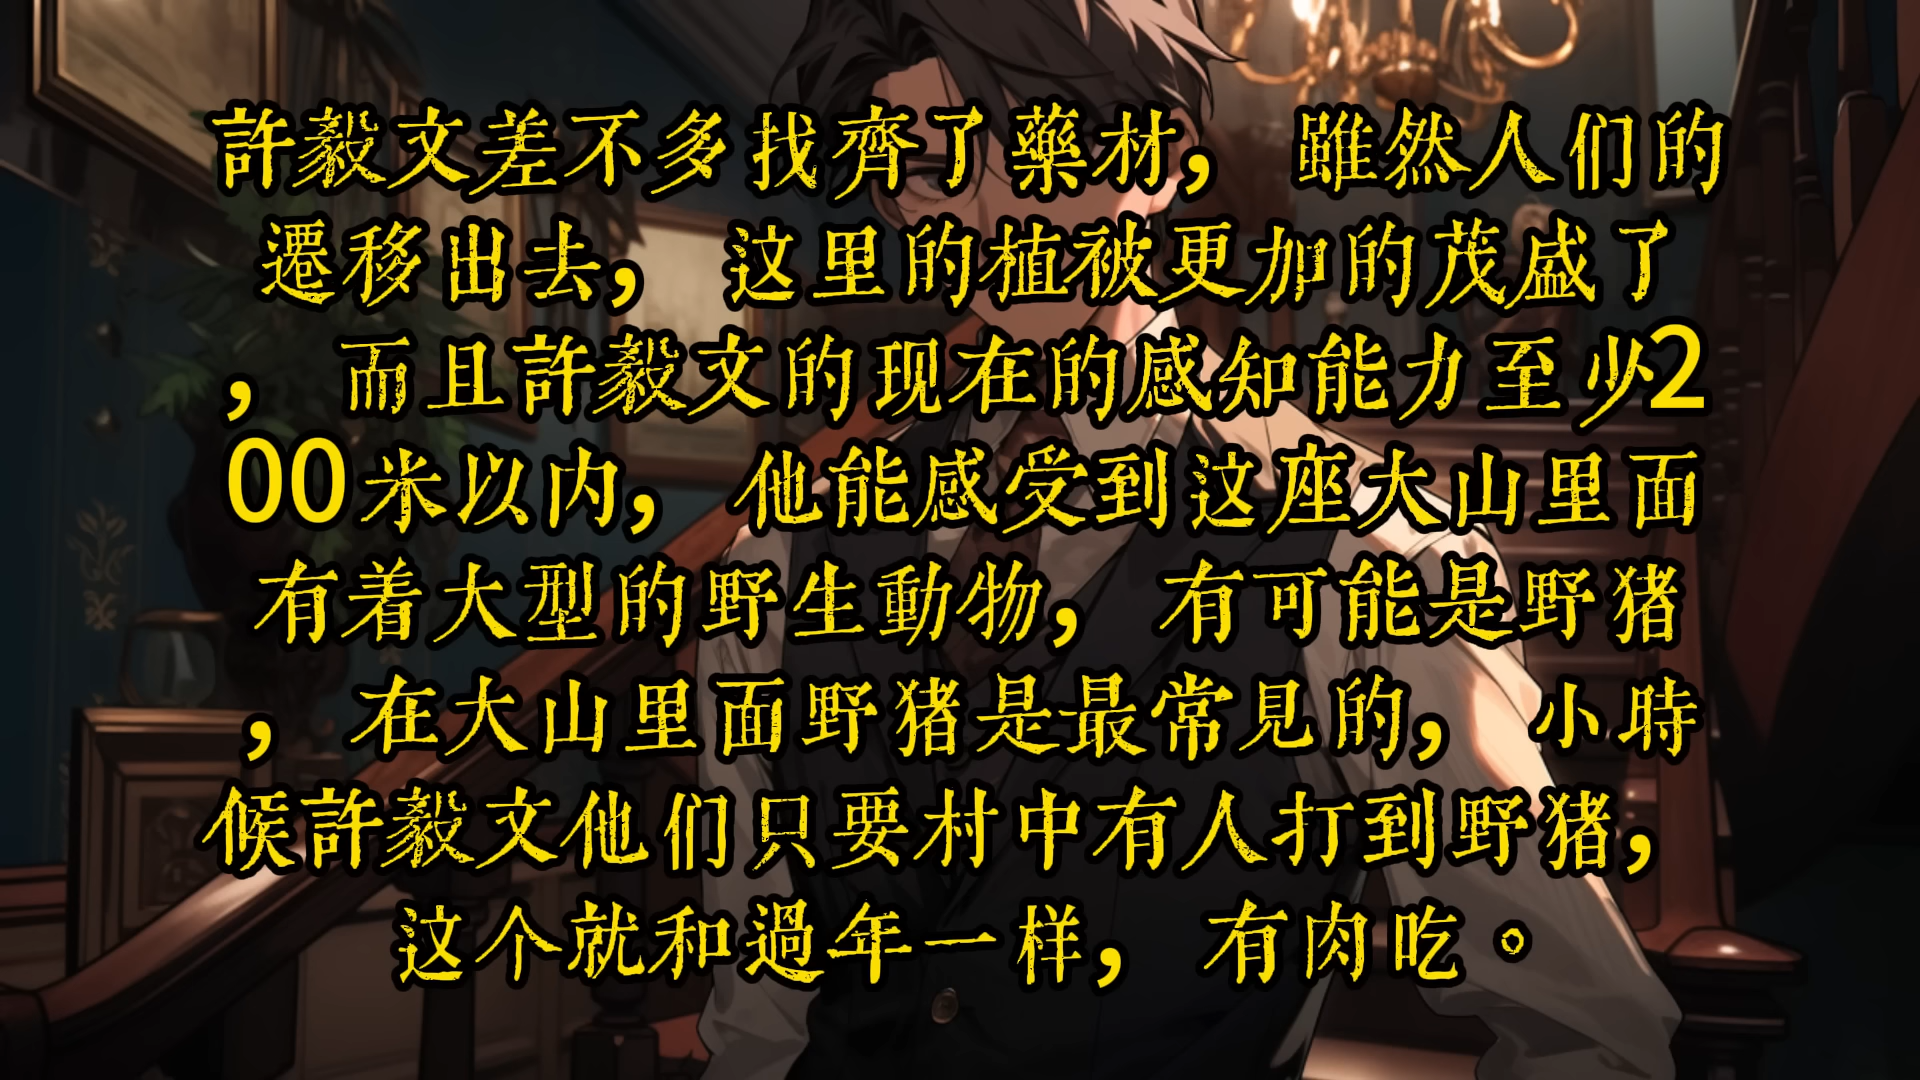 許毅文差不多找齊了藥材， 雖然人们的
遷移出去， 这里的植被更加的茂盛了
， 而且許毅文的现在的感知能力至少2
00米以内， 他能感受到这座大山里面
有着大型的野生動物， 有可能是野猪
， 在大山里面野猪是最常見的， 小時
候許毅文他们只要村中有人打到野猪，
这个就和過年一样， 有肉吃。